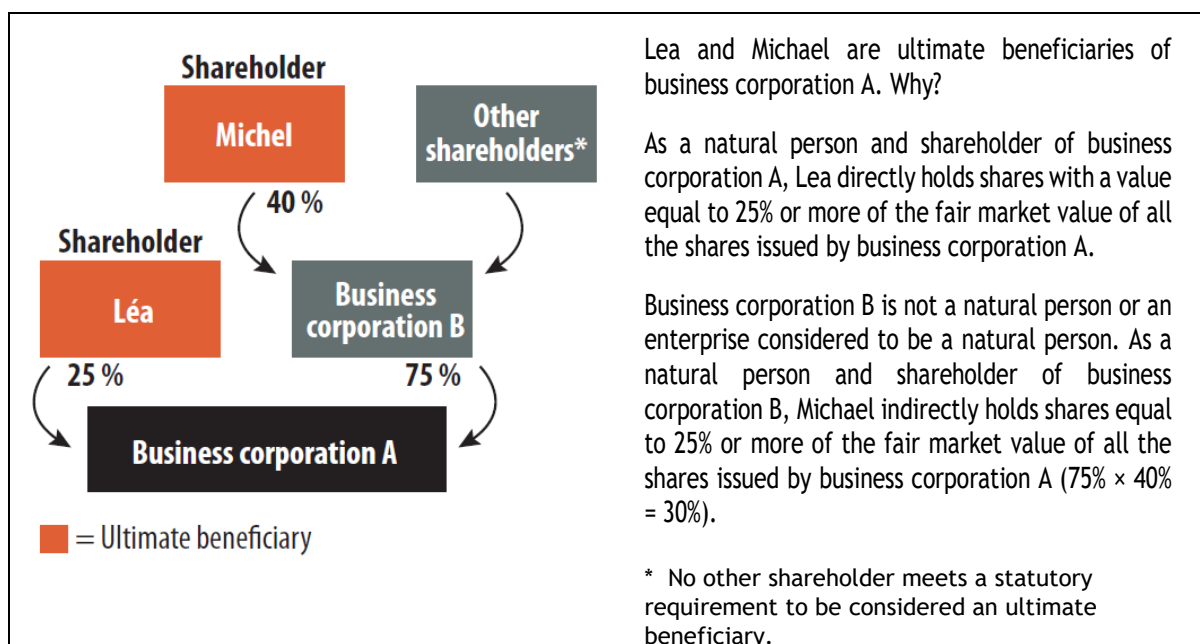 Shareholder
Michel
Other
shareholders*
40 %
Shareholder
Léa
Business
corporation B
25 %
75 %
Business corporation A
= Ultimate beneficiary
Lea and Michael are ultimate beneficiaries of
business corporation A. Why?
As a natural person and shareholder of business
corporation A, Lea directly holds shares with a value
equal to 25% or more of the fair market value of all
the shares issued by business corporation A.
Business corporation B is not a natural person or an
enterprise considered to be a natural person. As a
natural person and shareholder of business
corporation B, Michael indirectly holds shares equal
to 25% or more of the fair market value of all the
shares issued by business corporation A (75% × 40%
= 30%).
* No other shareholder meets a statutory
requirement to be considered an ultimate
beneficiary.